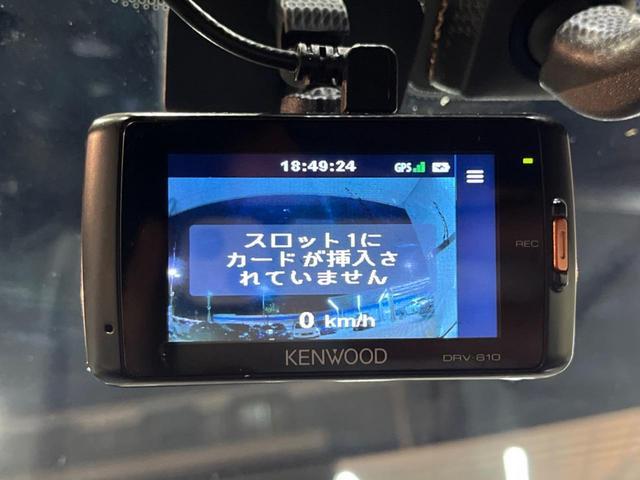 18:49:24 GPS
スロット1に
カードが挿入さ
れていません
0 km/h
REC
KENWOOD DRV-610